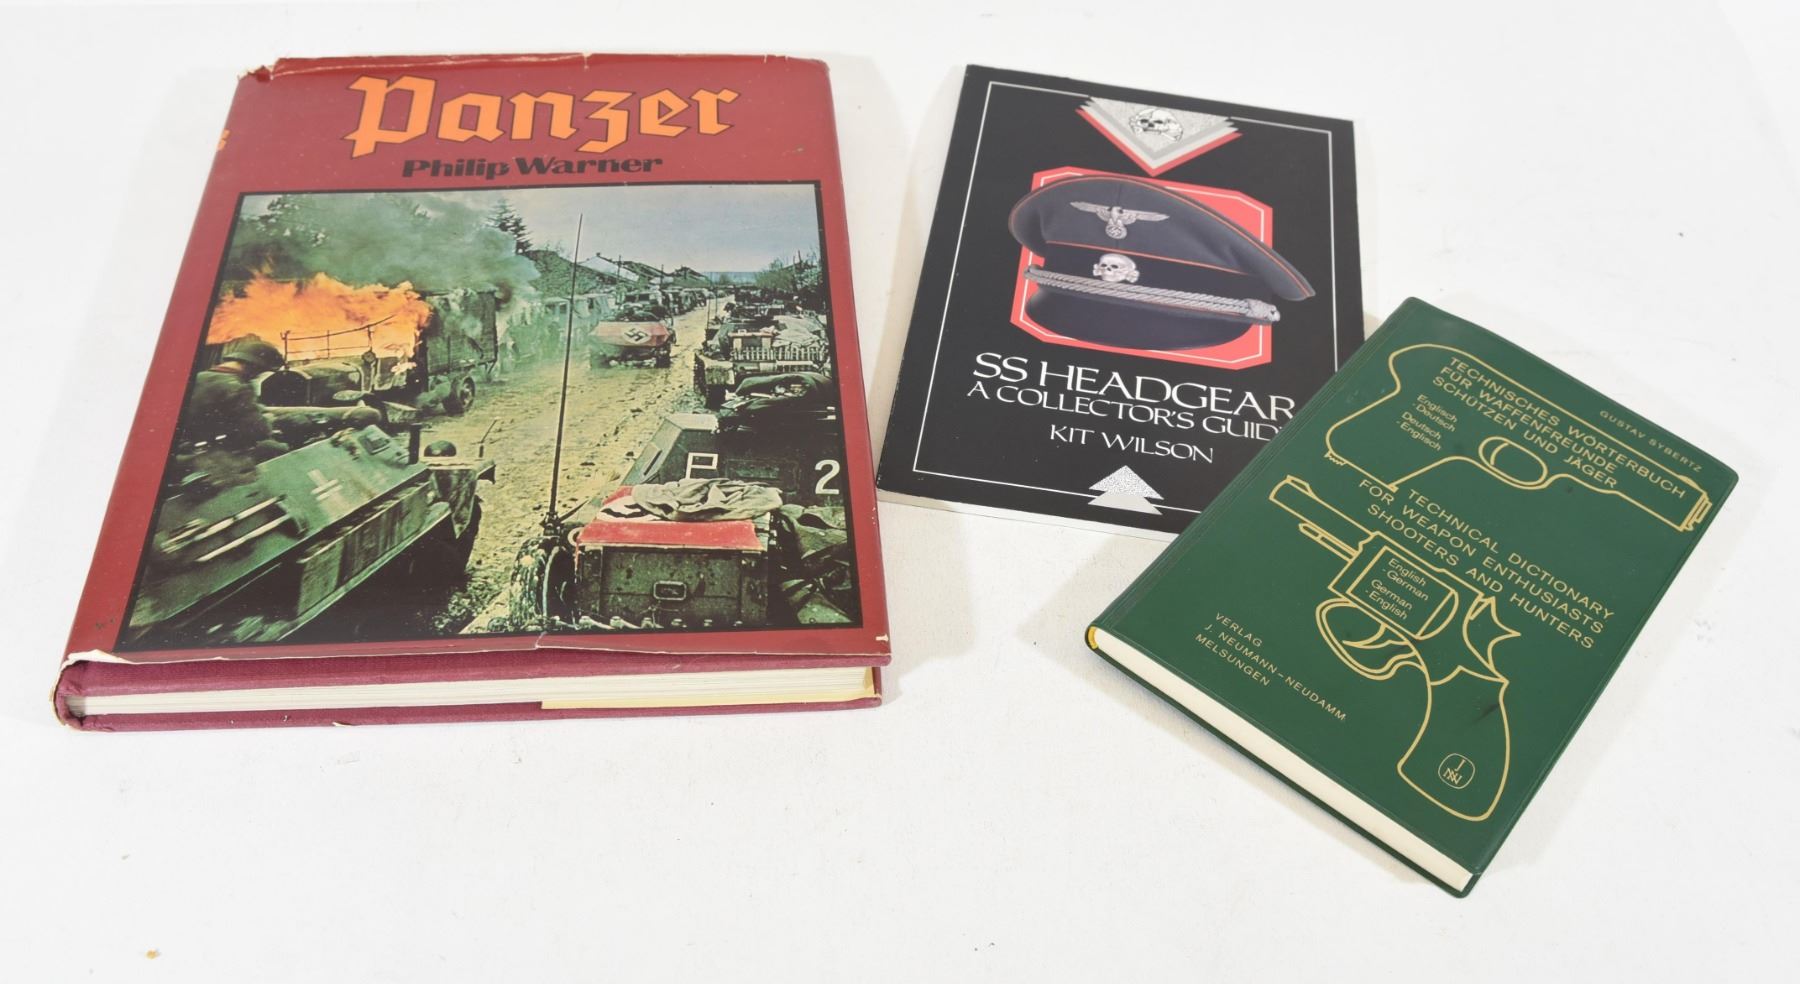 Panzer
Philip Warner
2
SS HEADGEAR
A COLLECTOR'S
KIT WILSON
GUSTAV SYBERTZ
TECHNISCHES WÖRTERBUCH
FÜR WAFFENFREUNDE
SCHÜTZEN UND JÄGER
Englisch
-Deutsch
Deutsch
-Englisch
TECHNICAL DICTIONARY
FOR WEAPON ENTHUSIASTS
SHOOTERS AND HUNTERS
English
-German
German
-English
VERLAG
J. NEUMANN-NEUDAMM
MELSUNGEN